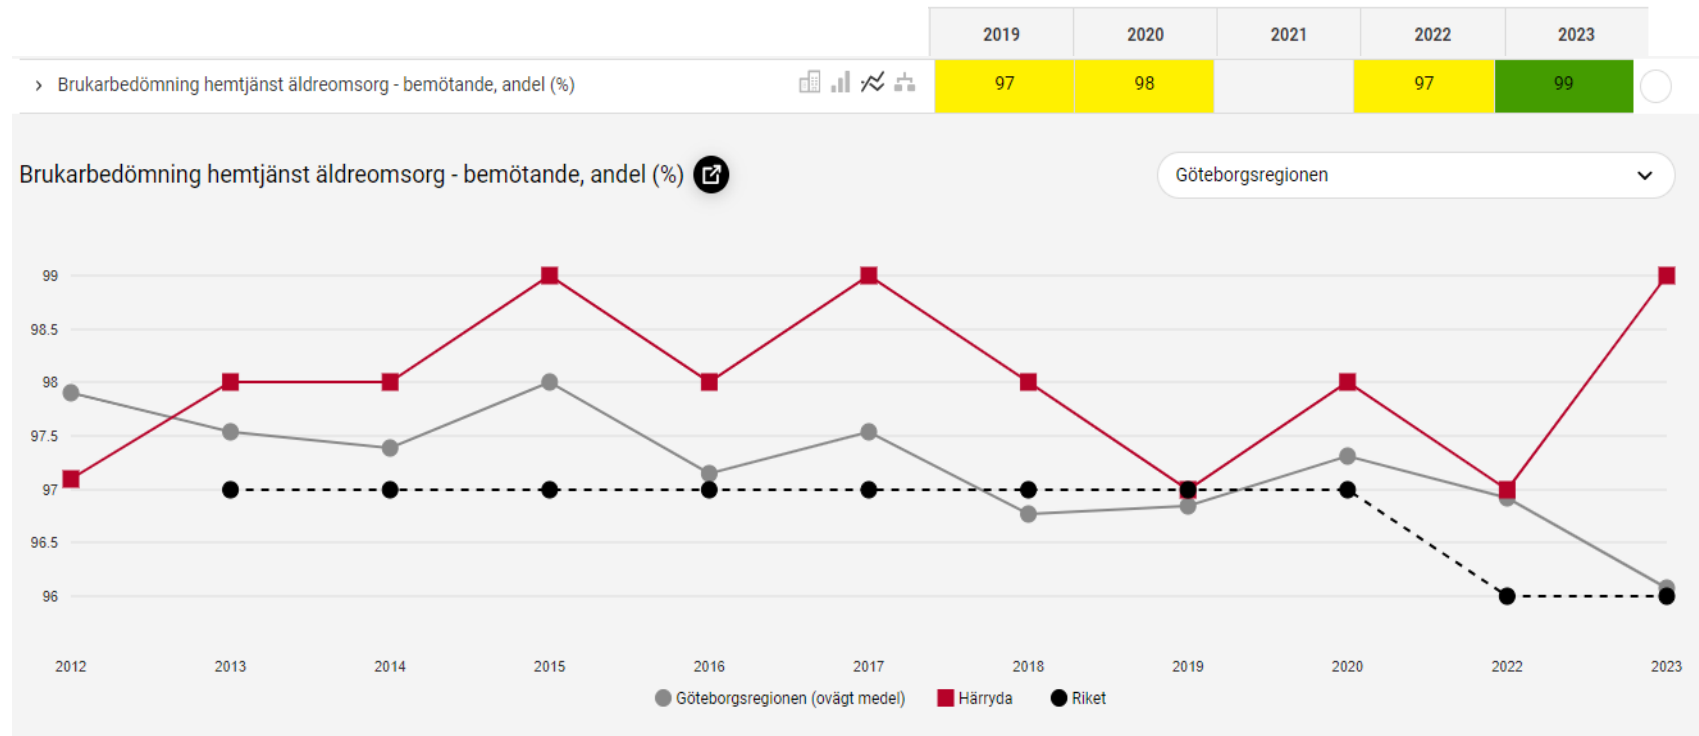 2019 2020 2021 2022 2023
Brukarbedömning hemtjänst äldreomsorg - bemötande, andel (%) 97 98 97 99
Brukarbedömning hemtjänst äldreomsorg - bemötande, andel (%)
Göteborgsregionen
99
98.5
98
97.5
97
96.5
96
2012 2013 2014 2015 2016 2017 2018 2019 2020 2022 2023
Göteborgsregionen (ovägt medel) Härryda Riket